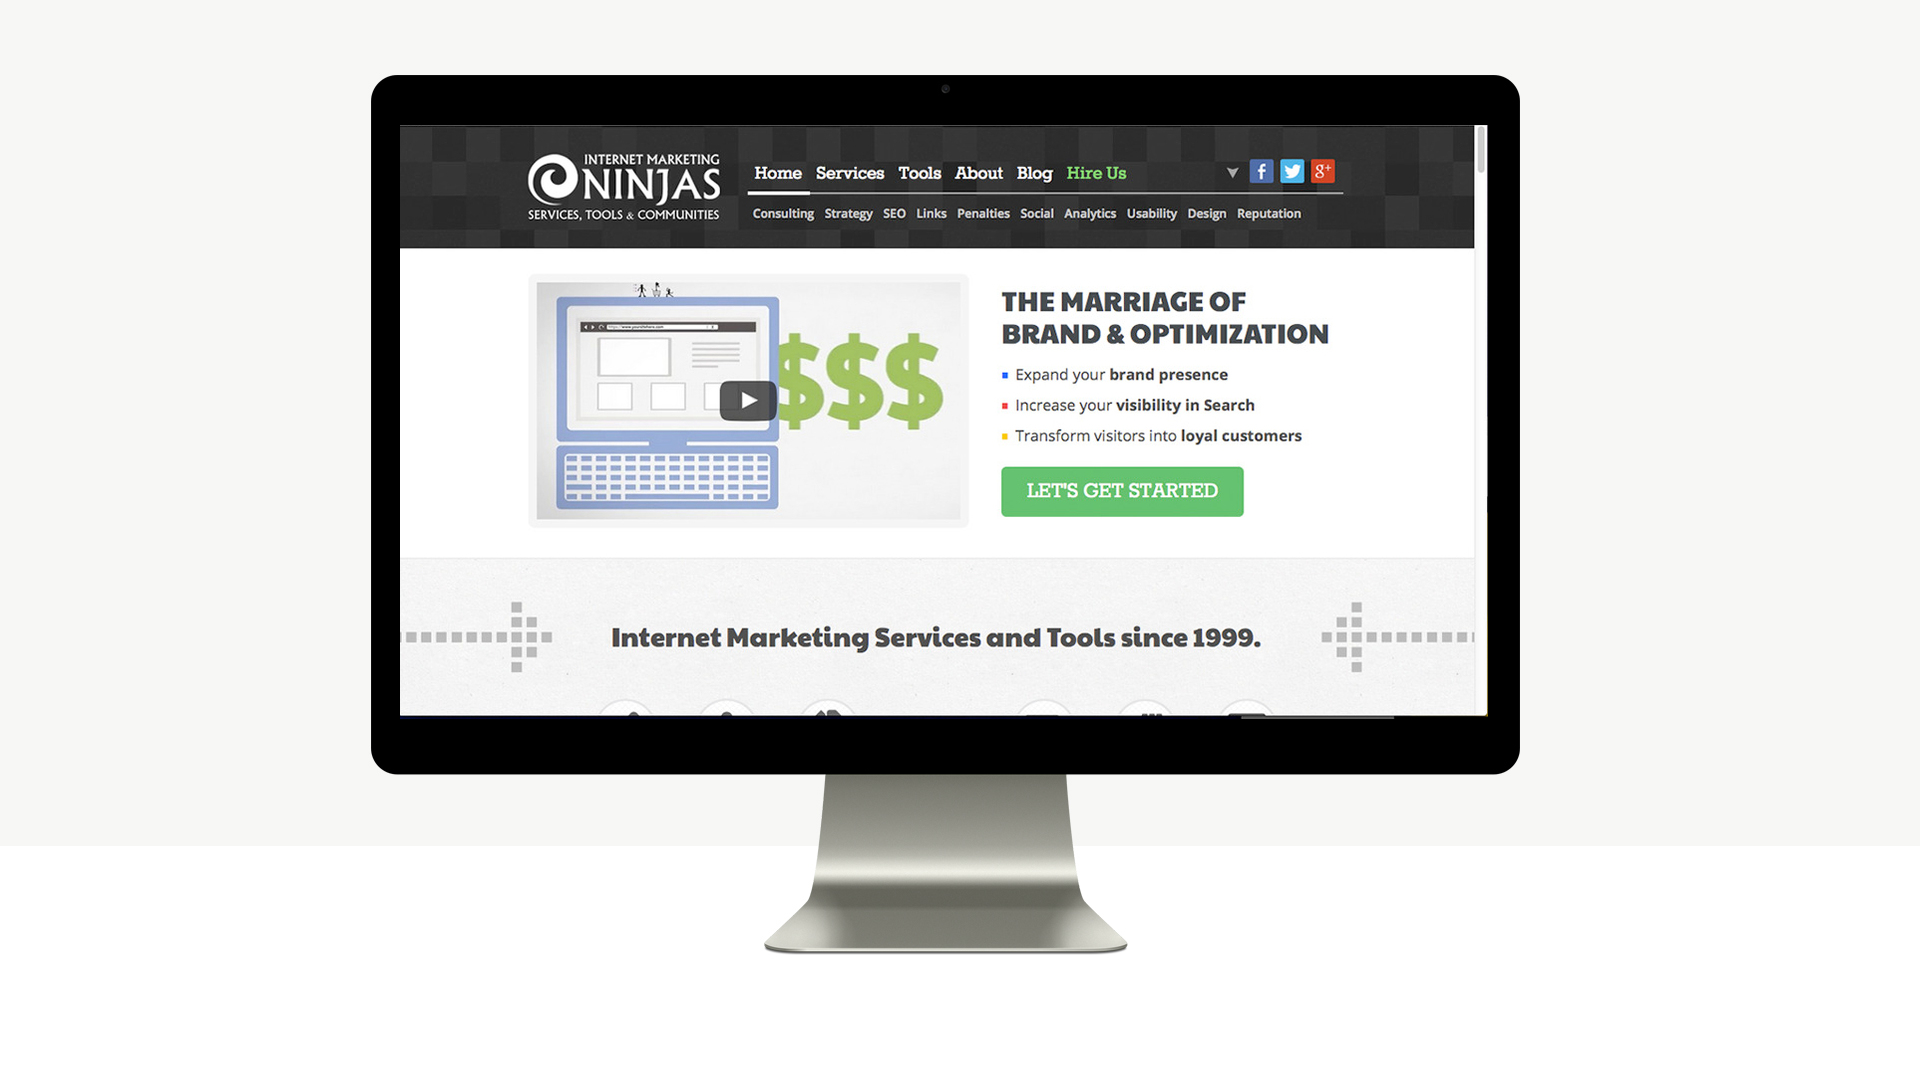 INTERNET MARKETING
NINJAS
SERVICES, TOOLS & COMMUNITIES
Home Services Tools About Blog Hire Us
f g+
Consulting Strategy SEO Links Penalties Social Analytics Usability Design Reputation
THE MARRIAGE OF
BRAND & OPTIMIZATION
$$$
Expand your brand presence
Increase your visibility in Search
Transform visitors into loyal customers
LET'S GET STARTED
Internet Marketing Services and Tools since 1999.